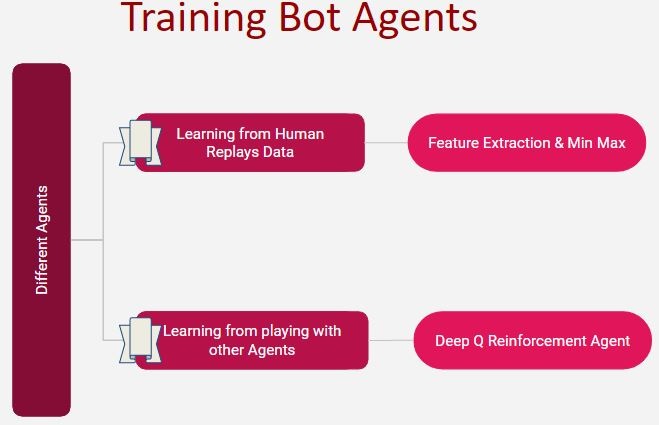 Training Bot Agents
Different Agents
Learning from Human
Replays Data
Feature Extraction & Min Max
Learning from playing with
other Agents
Deep Q Reinforcement Agent